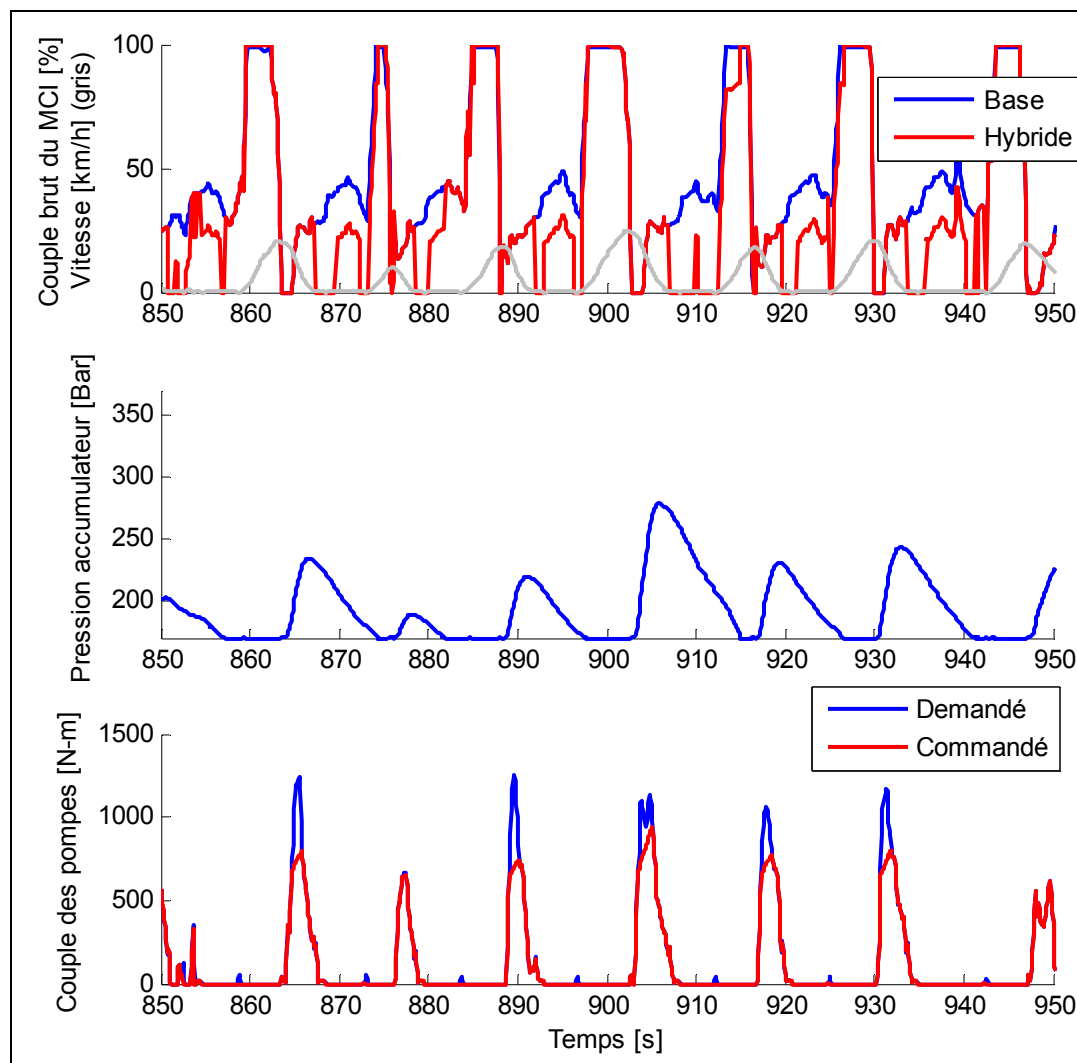 Couple brut du MCI [%]
Vitesse [km/h] (gris)
100
50
0
Base
Hybride
850 860 870 880 890 900 910 920 930 940 950
Pression accumulateur [Bar]
350
300
250
200
850 860 870 880 890 900 910 920 930 940 950
Couple des pompes [N-m]
1500
1000
500
0
Demandé
Commandé
850 860 870 880 890 900 910 920 930 940 950
Temps [s]